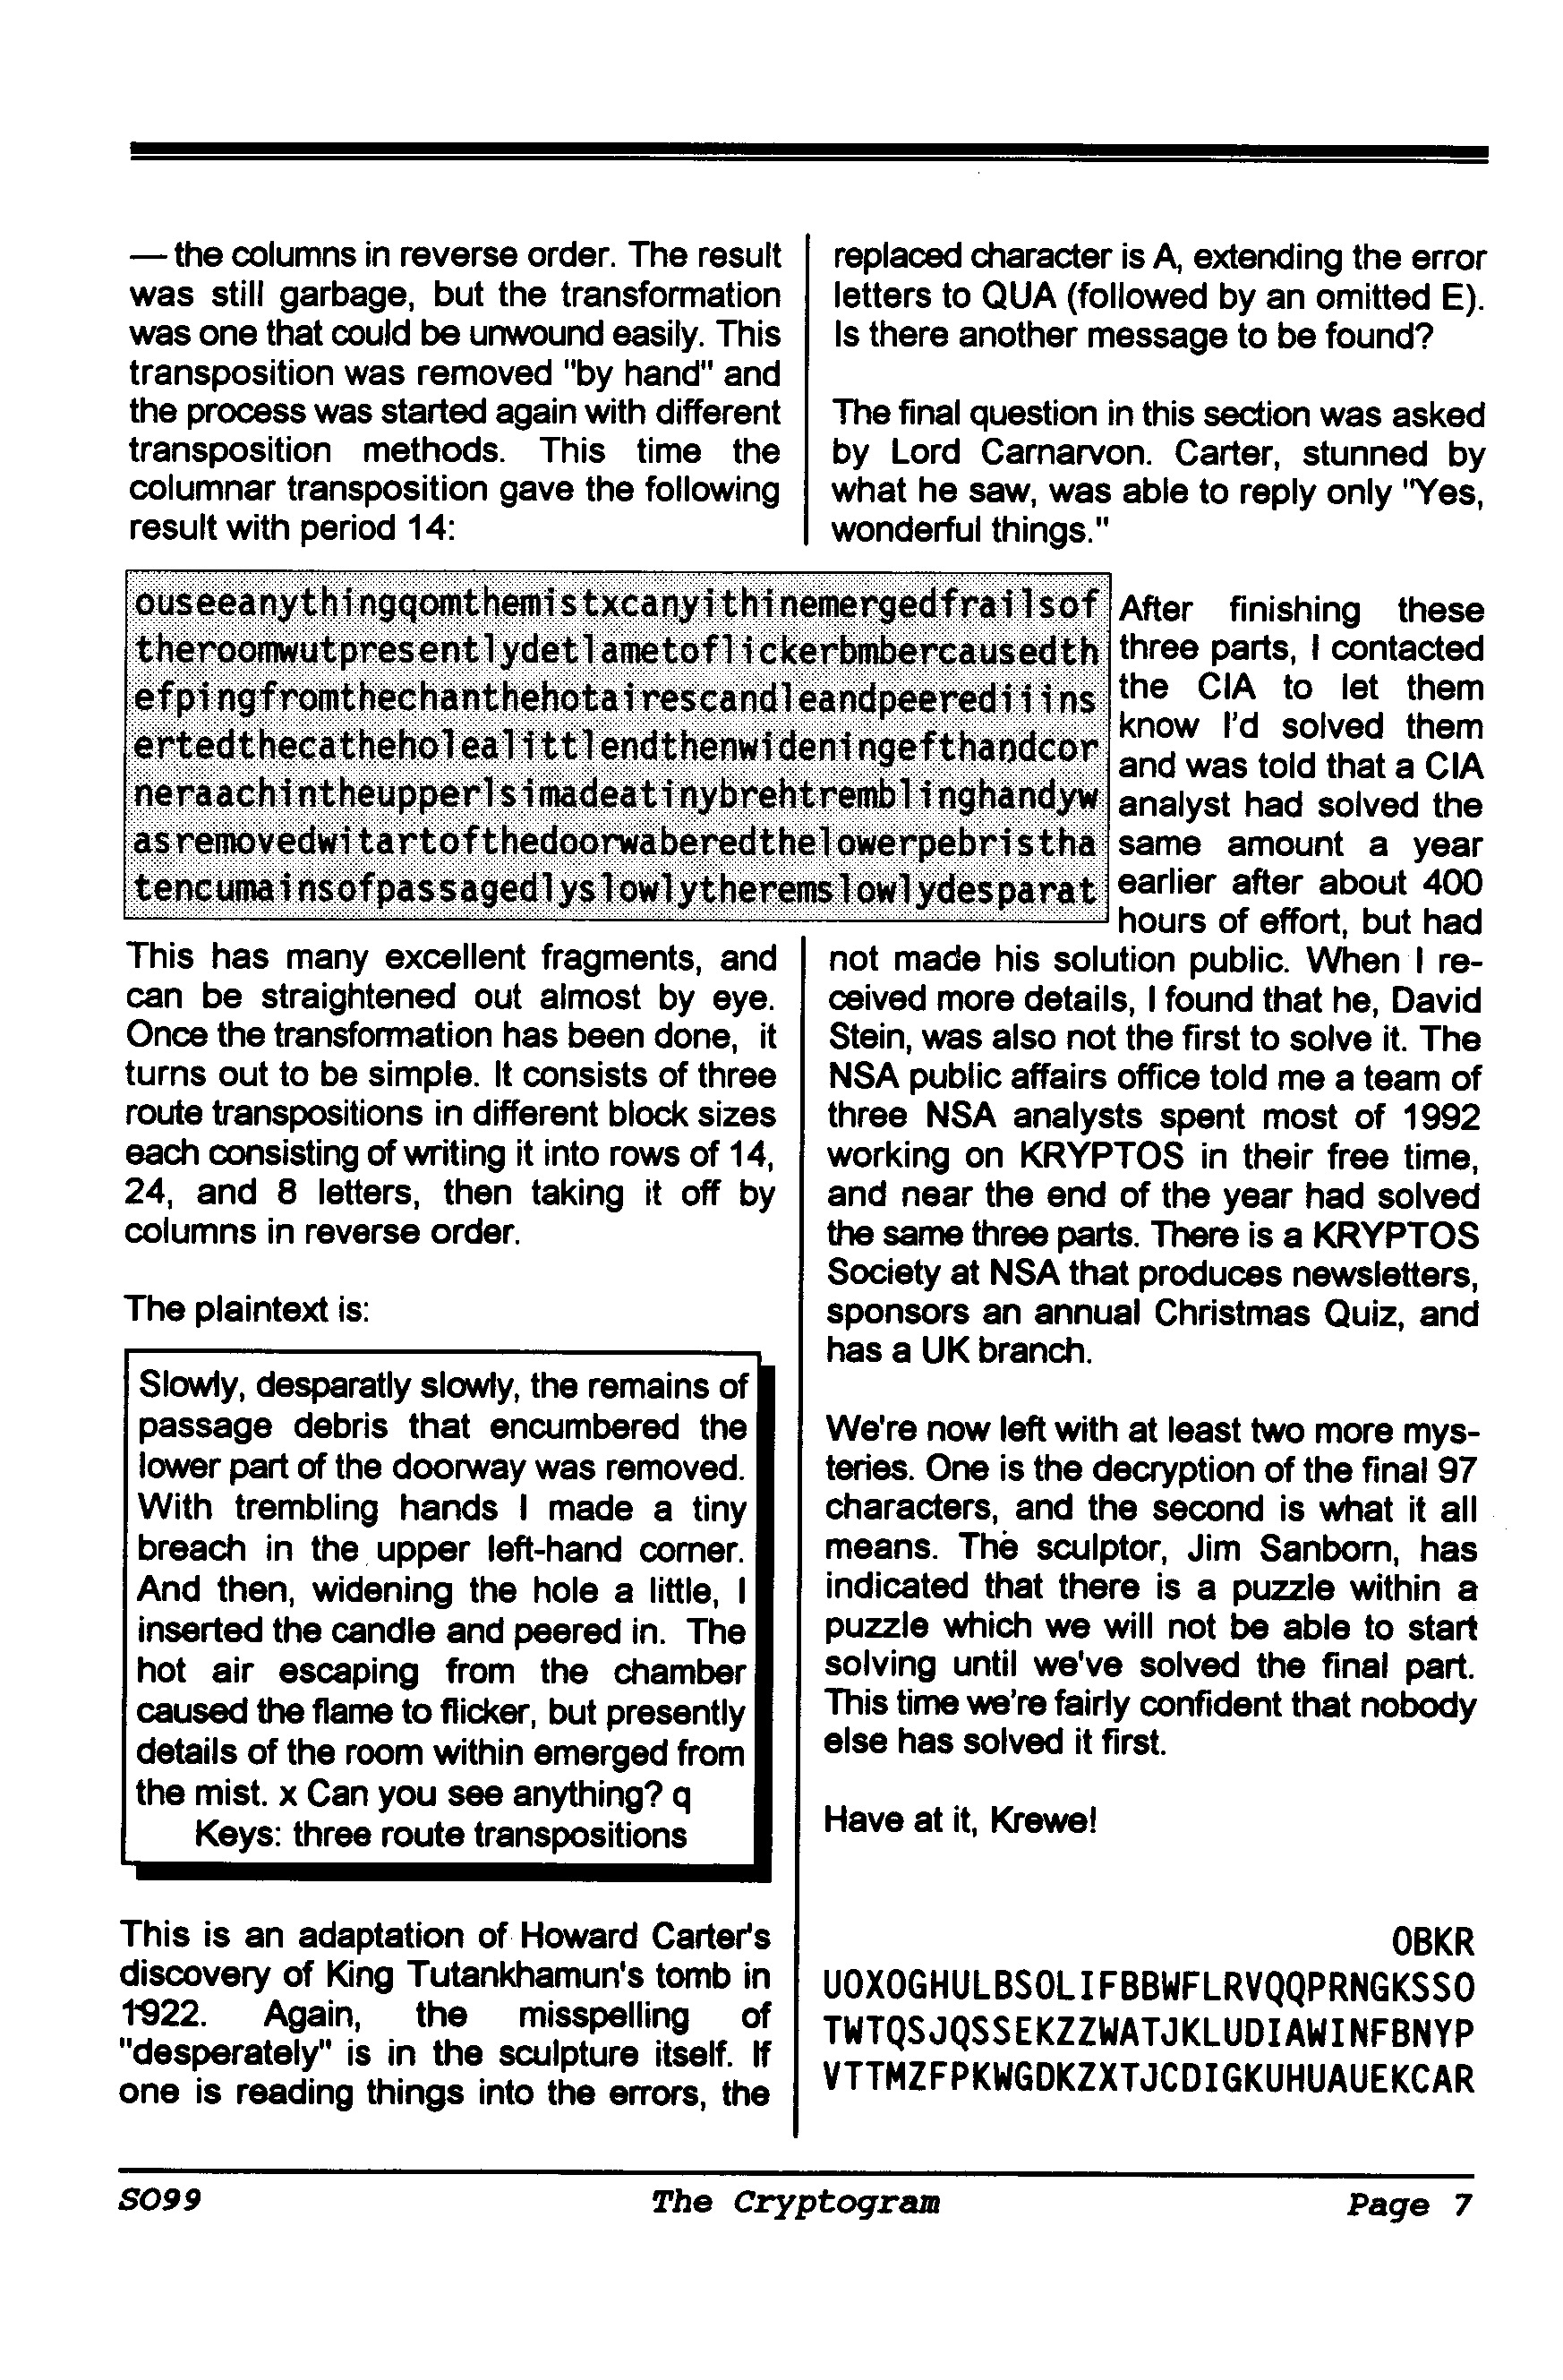 — the columns in reverse order. The result
was still garbage, but the transformation
was one that could be unwound easily. This
transposition was removed "by hand" and
the process was started again with different
transposition methods. This time the
columnar transposition gave the following
result with period 14:
replaced character is A, extending the error
letters to QUA (followed by an omitted E).
Is there another message to be found?
The final question in this section was asked
by Lord Carnarvon. Carter, stunned by
what he saw, was able to reply only "Yes,
wonderful things."
ouseeanythingqomthemistxcanyithinemergedfrailsof
theroomwutpresentlydetlametoflickerbmbercausedth
efpingfromthechanthehotairescandleandpeerediiins
ertedthecatheholealittlendthenwideningefthandcor
neraachintheupperlsimadeatinybrehtremblinghandyw
asremovedwitartofthedoorwaberedthelowerpebristha
tencumainsofpassagedlyslowlytheremslowlydesparat
After finishing these
three parts, I contacted
the CIA to let them
know I'd solved them
and was told that a CIA
analyst had solved the
same amount a year
earlier after about 400
hours of effort, but had
This has many excellent fragments, and
can be straightened out almost by eye.
Once the transformation has been done, it
turns out to be simple. It consists of three
route transpositions in different block sizes
each consisting of writing it into rows of 14,
24, and 8 letters, then taking it off by
columns in reverse order.
The plaintext is:
Slowly, desparatly slowly, the remains of
passage debris that encumbered the
lower part of the doorway was removed.
With trembling hands I made a tiny
breach in the upper left-hand corner.
And then, widening the hole a little, I
inserted the candle and peered in. The
hot air escaping from the chamber
caused the flame to flicker, but presently
details of the room within emerged from
the mist. x Can you see anything? q
Keys: three route transpositions
This is an adaptation of Howard Carter's
discovery of King Tutankhamun's tomb in
1922. Again, the misspelling of
"desperately" is in the sculpture itself. If
one is reading things into the errors, the
not made his solution public. When I re-
ceived more details, I found that he, David
Stein, was also not the first to solve it. The
NSA public affairs office told me a team of
three NSA analysts spent most of 1992
working on KRYPTOS in their free time,
and near the end of the year had solved
the same three parts. There is a KRYPTOS
Society at NSA that produces newsletters,
sponsors an annual Christmas Quiz, and
has a UK branch.
We're now left with at least two more mys-
teries. One is the decryption of the final 97
characters, and the second is what it all
means. The sculptor, Jim Sanborn, has
indicated that there is a puzzle within a
puzzle which we will not be able to start
solving until we've solved the final part.
This time we're fairly confident that nobody
else has solved it first.
Have at it, Krewe!
OBKR
UOXOGHULBSOLIFBBWFLRVQQPRNGKSSO
TWTQSJQSSEKZZWATJKLUDIAWINFBNYP
VTTMZFPKWGDKZXTJCDIGKUHUAUEKCAR
SO99 The Cryptogram Page 7